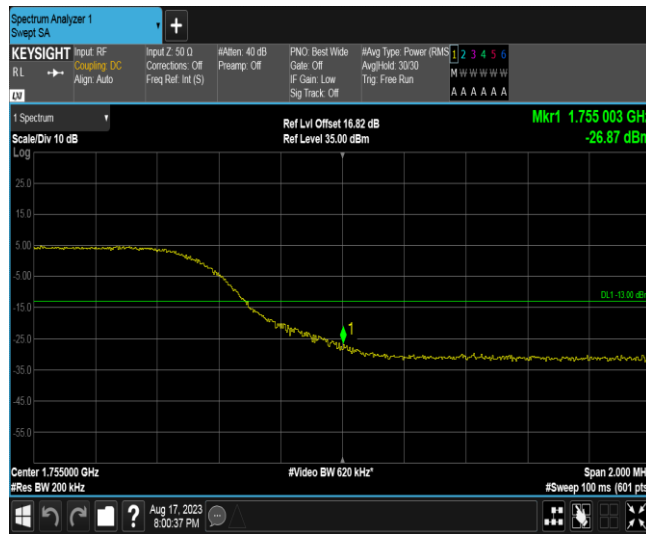 Spectrum Analyzer 1
Swept SA
KEYSIGHT
RL
LXI
Input: RF
Coupling: DC
Align: Auto
Input Z: 50 Ω
Corrections: Off
Freq Ref: Int (S)
#Atten: 40 dB
Preamp: Off
PNO: Best Wide
Gate: Off
IF Gain: Low
Sig Track: Off
#Avg Type: Power (RMS
Avg|Hold: 30/30
Trig: Free Run
1 2 3 4 5 6
M W W W W W
A A A A A A
1 Spectrum
Scale/Div 10 dB
Log
Ref Lvl Offset 16.82 dB
Ref Level 35.00 dBm
Mkr1 1.755 003 GHz
-26.87 dBm
25.0
15.0
5.00
-5.00
-15.0
-25.0
-35.0
-45.0
-55.0
DL1 -13.00 dBm
1
Center 1.755000 GHz
#Res BW 200 kHz
#Video BW 620 kHz*
Span 2.000 MHz
#Sweep 100 ms (601 pts
?
Aug 17, 2023
8:00:37 PM